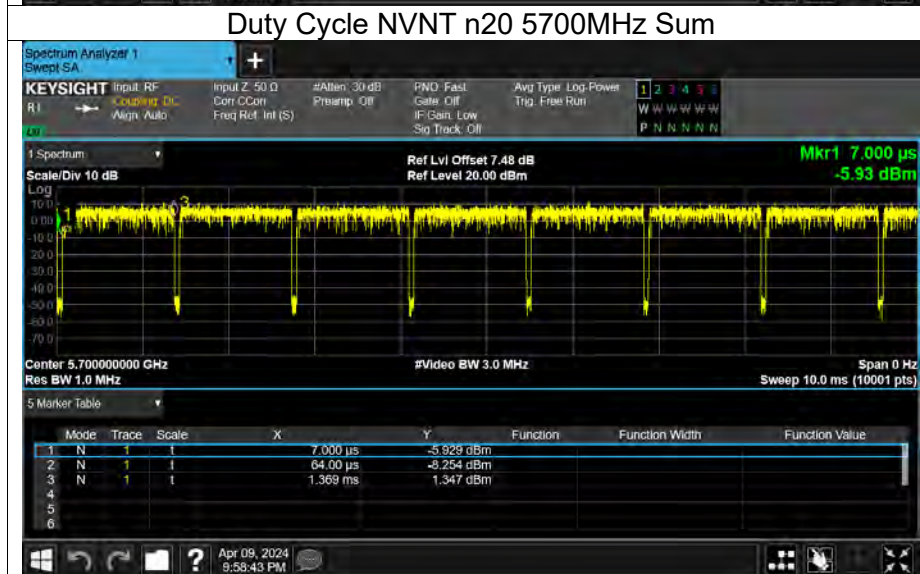 Duty Cycle NVNT n20 5700MHz Sum
Spectrum Analyzer 1
Swept SA
+
KEYSIGHT Input: RF Input Z: 50 Ω #Atten: 30 dB PNO: Fast Avg Type: Log-Power 1 2 3 4 5 6
Coupling: DC Corr CCorr Preamp: Off Gate: Off Trig: Free Run W W W W W W
Align: Auto Freq Ref: Int (S) IF Gain: Low
Sig Track: Off P N N N N N
1 Spectrum Ref Lvl Offset 7.48 dB Mkr1 7.000 µs
Scale/Div 10 dB Ref Level 20.00 dBm -5.93 dBm
Log
10.0
0.00
-10.0
-20.0
-30.0
-40.0
-50.0
-60.0
-70.0
1
3
Center 5.700000000 GHz #Video BW 3.0 MHz Span 0 Hz
Res BW 1.0 MHz Sweep 10.0 ms (10001 pts)
5 Marker Table
Mode Trace Scale X Y Function Function Width Function Value
1 N 1 t 7.000 µs -5.929 dBm
2 N 1 t 64.00 µs -8.254 dBm
3 N 1 t 1.369 ms 1.347 dBm
4
5
6
? Apr 09, 2024
9:58:43 PM